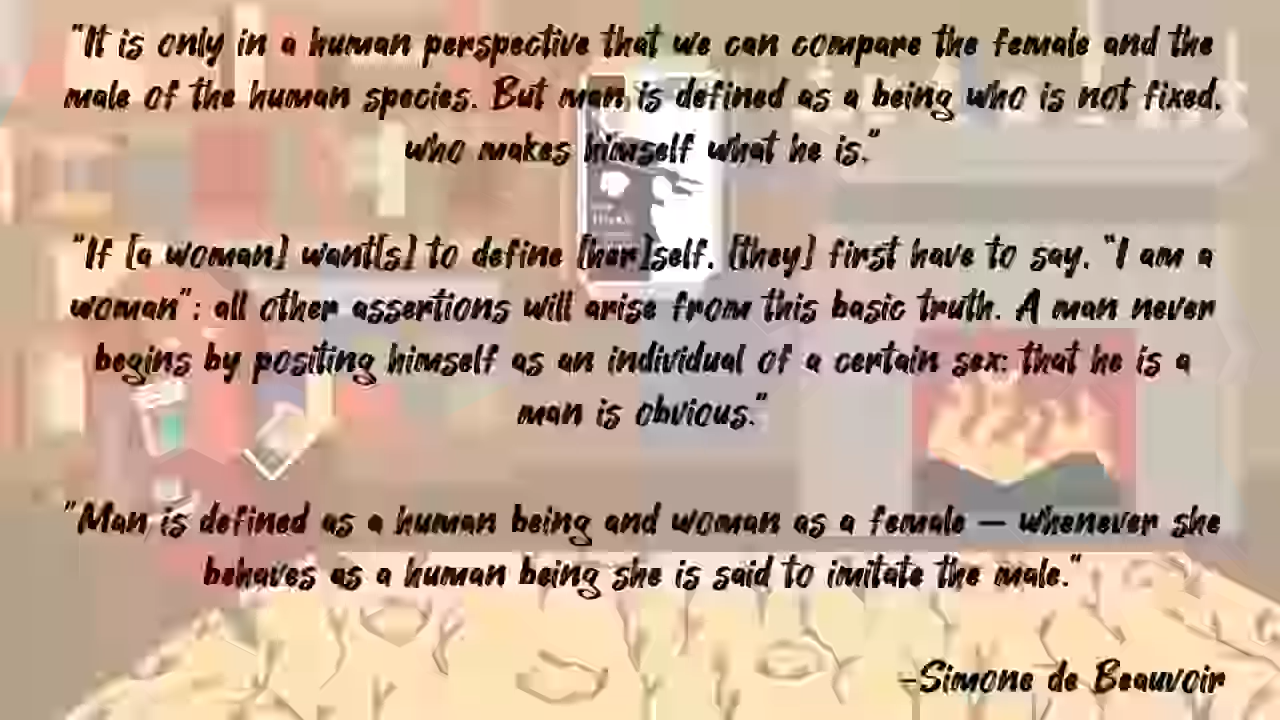 "It is only in a human perspective that we can compare the female and the
male of the human species. But man is defined as a being who is not fixed,
who makes himself what he is."
"If [a woman] want[s] to define [her]self, [they] first have to say, "I am a
woman": all other assertions will arise from this basic truth. A man never
begins by positing himself as an individual of a certain sex: that he is a
man is obvious."
"Man is defined as a human being and woman as a female — whenever she
behaves as a human being she is said to imitate the male."
-Simone de Beauvoir